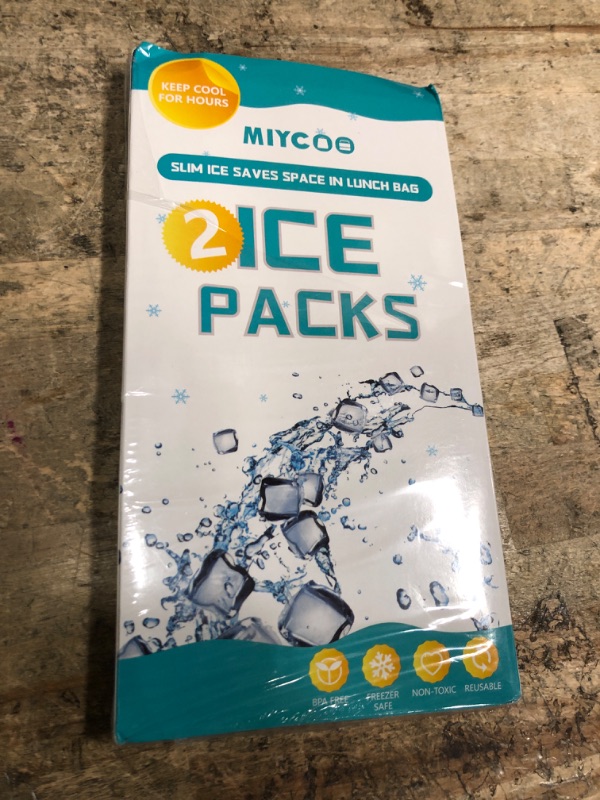 KEEP COOL
FOR HOURS
MIYCOO
SLIM ICE SAVES SPACE IN LUNCH BAG
2 ICE
PACKS
BPA FREE
FREEZER
SAFE
NON-TOXIC
REUSABLE